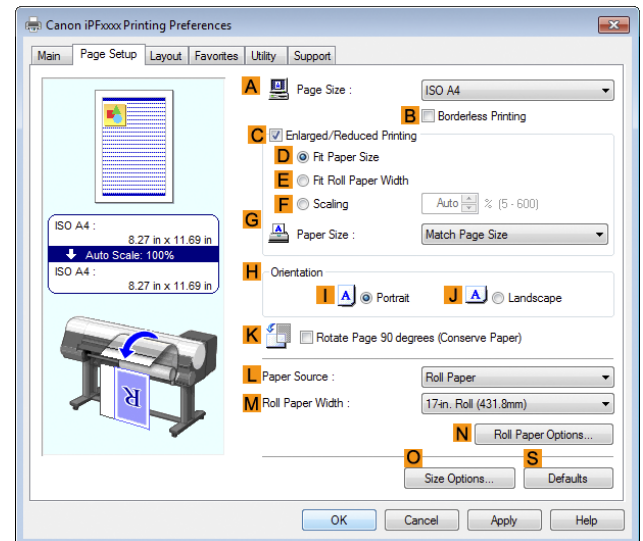 Canon iPFxxxx Printing Preferences
Main Page Setup Layout Favorites Utility Support
A Page Size : ISO A4
B Borderless Printing
C Enlarged/Reduced Printing
D Fit Paper Size
E Fit Roll Paper Width
F Scaling Auto % (5 - 600)
G Paper Size : Match Page Size
ISO A4 :
8.27 in x 11.69 in
Auto Scale: 100%
ISO A4 :
8.27 in x 11.69 in
H Orientation
I A Portrait J A Landscape
K Rotate Page 90 degrees (Conserve Paper)
R
L Paper Source : Roll Paper
M Roll Paper Width : 17-in. Roll (431.8mm)
N Roll Paper Options...
O S
Size Options... Defaults
OK Cancel Apply Help